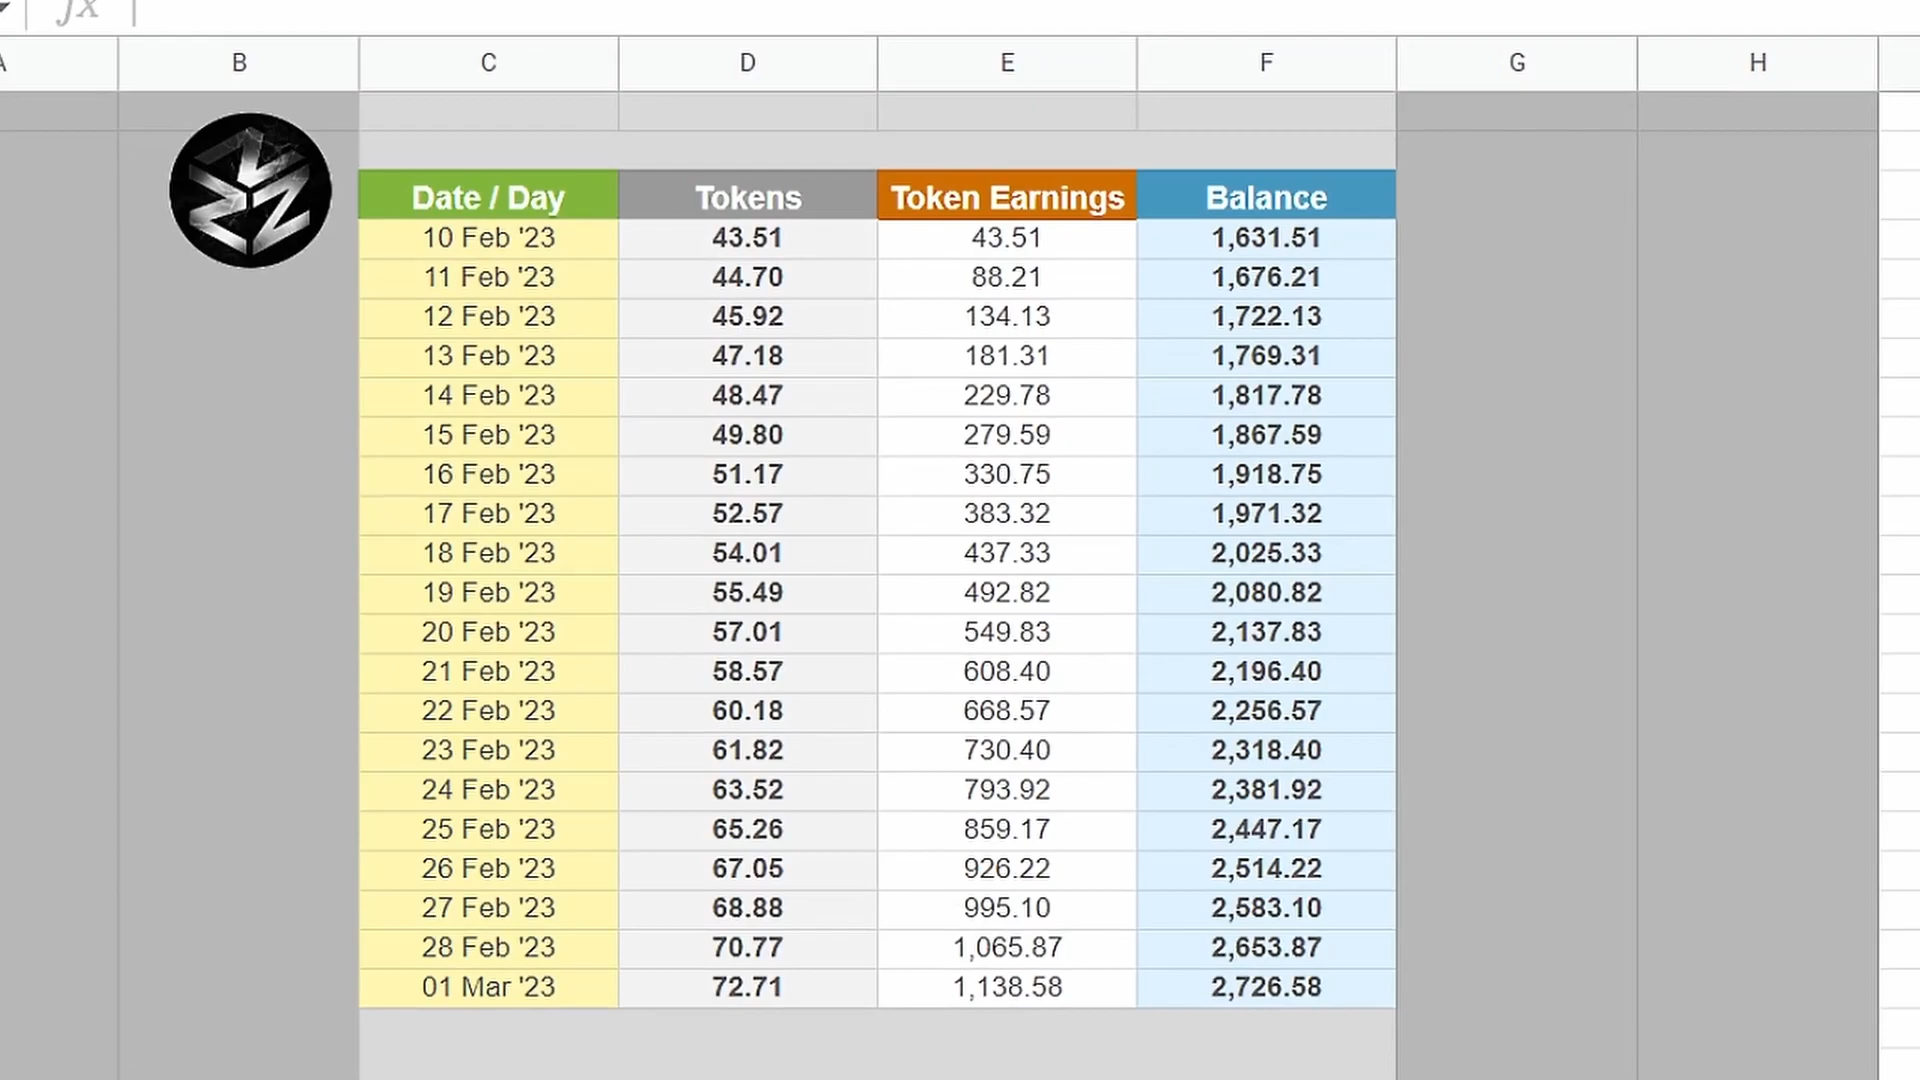 fx
A B C D E F G H
Date / Day Tokens Token Earnings Balance
10 Feb '23 43.51 43.51 1,631.51
11 Feb '23 44.70 88.21 1,676.21
12 Feb '23 45.92 134.13 1,722.13
13 Feb '23 47.18 181.31 1,769.31
14 Feb '23 48.47 229.78 1,817.78
15 Feb '23 49.80 279.59 1,867.59
16 Feb '23 51.17 330.75 1,918.75
17 Feb '23 52.57 383.32 1,971.32
18 Feb '23 54.01 437.33 2,025.33
19 Feb '23 55.49 492.82 2,080.82
20 Feb '23 57.01 549.83 2,137.83
21 Feb '23 58.57 608.40 2,196.40
22 Feb '23 60.18 668.57 2,256.57
23 Feb '23 61.82 730.40 2,318.40
24 Feb '23 63.52 793.92 2,381.92
25 Feb '23 65.26 859.17 2,447.17
26 Feb '23 67.05 926.22 2,514.22
27 Feb '23 68.88 995.10 2,583.10
28 Feb '23 70.77 1,065.87 2,653.87
01 Mar '23 72.71 1,138.58 2,726.58